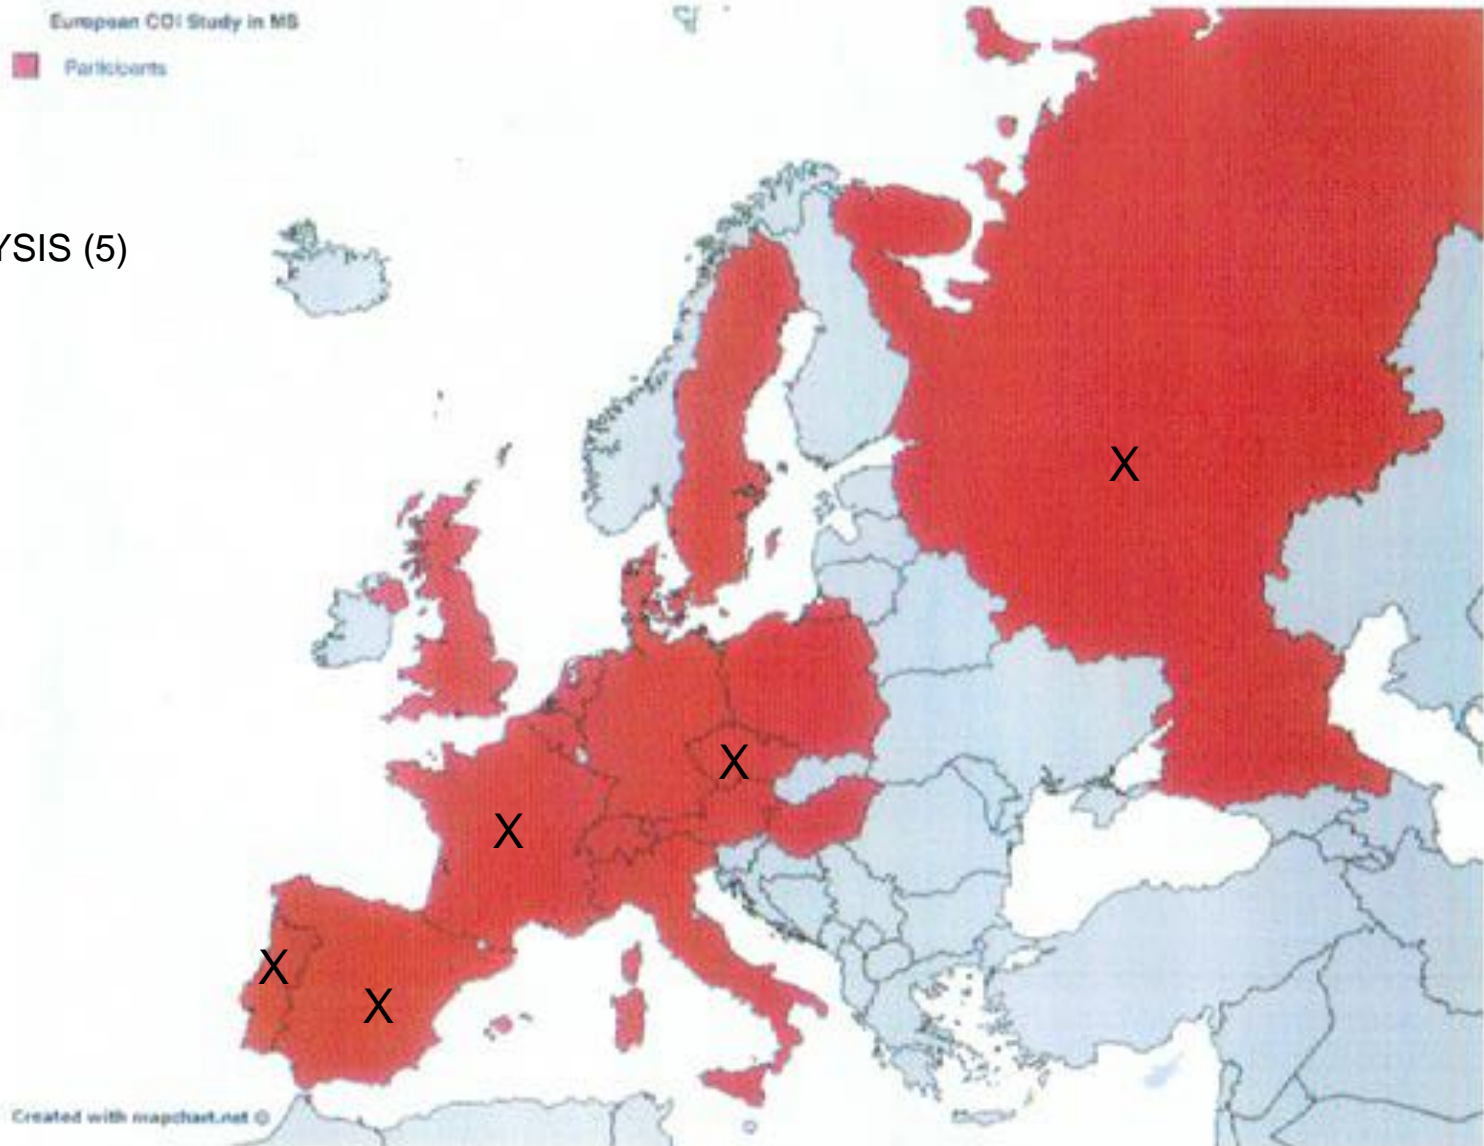 European COI Study in MS
Participants
YSIS (5)
X
X
X
X
X
Created with mapchart.net ©